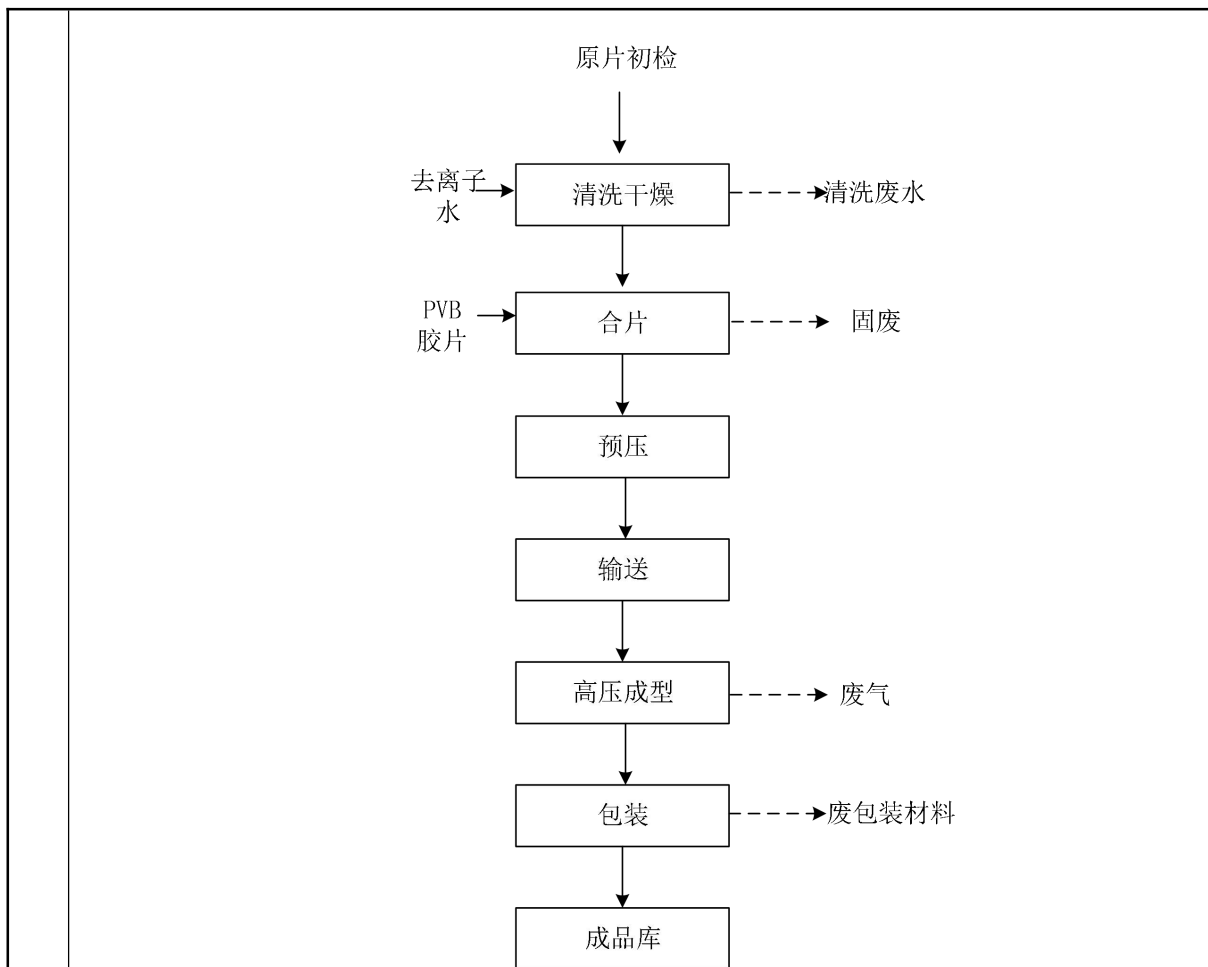 原片初检
去离子
水
清洗干燥
清洗废水
PVB
胶片
合片
固废
预压
输送
高压成型
废气
包装
废包装材料
成品库